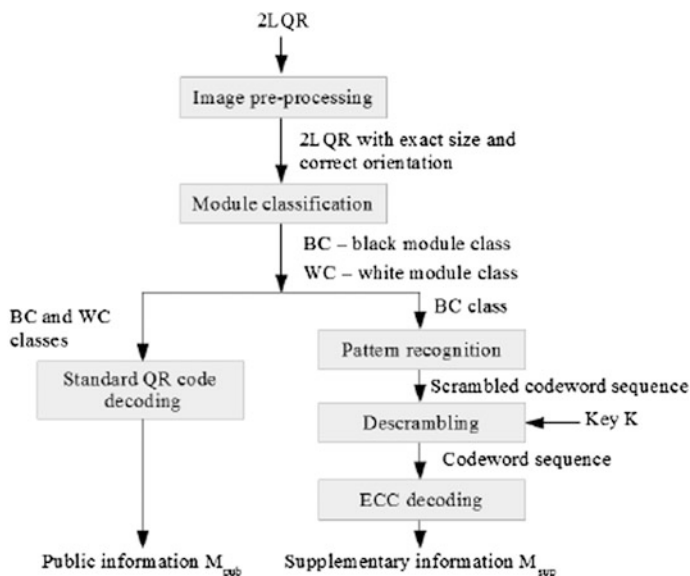 2LQR
Image pre-processing
2LQR with exact size and
correct orientation
Module classification
BC – black module class
WC – white module class
BC and WC
classes
BC class
Standard QR code
decoding
Pattern recognition
Scrambled codeword sequence
Descrambling
Key K
Codeword sequence
ECC decoding
Public information M_pub
Supplementary information M_sup